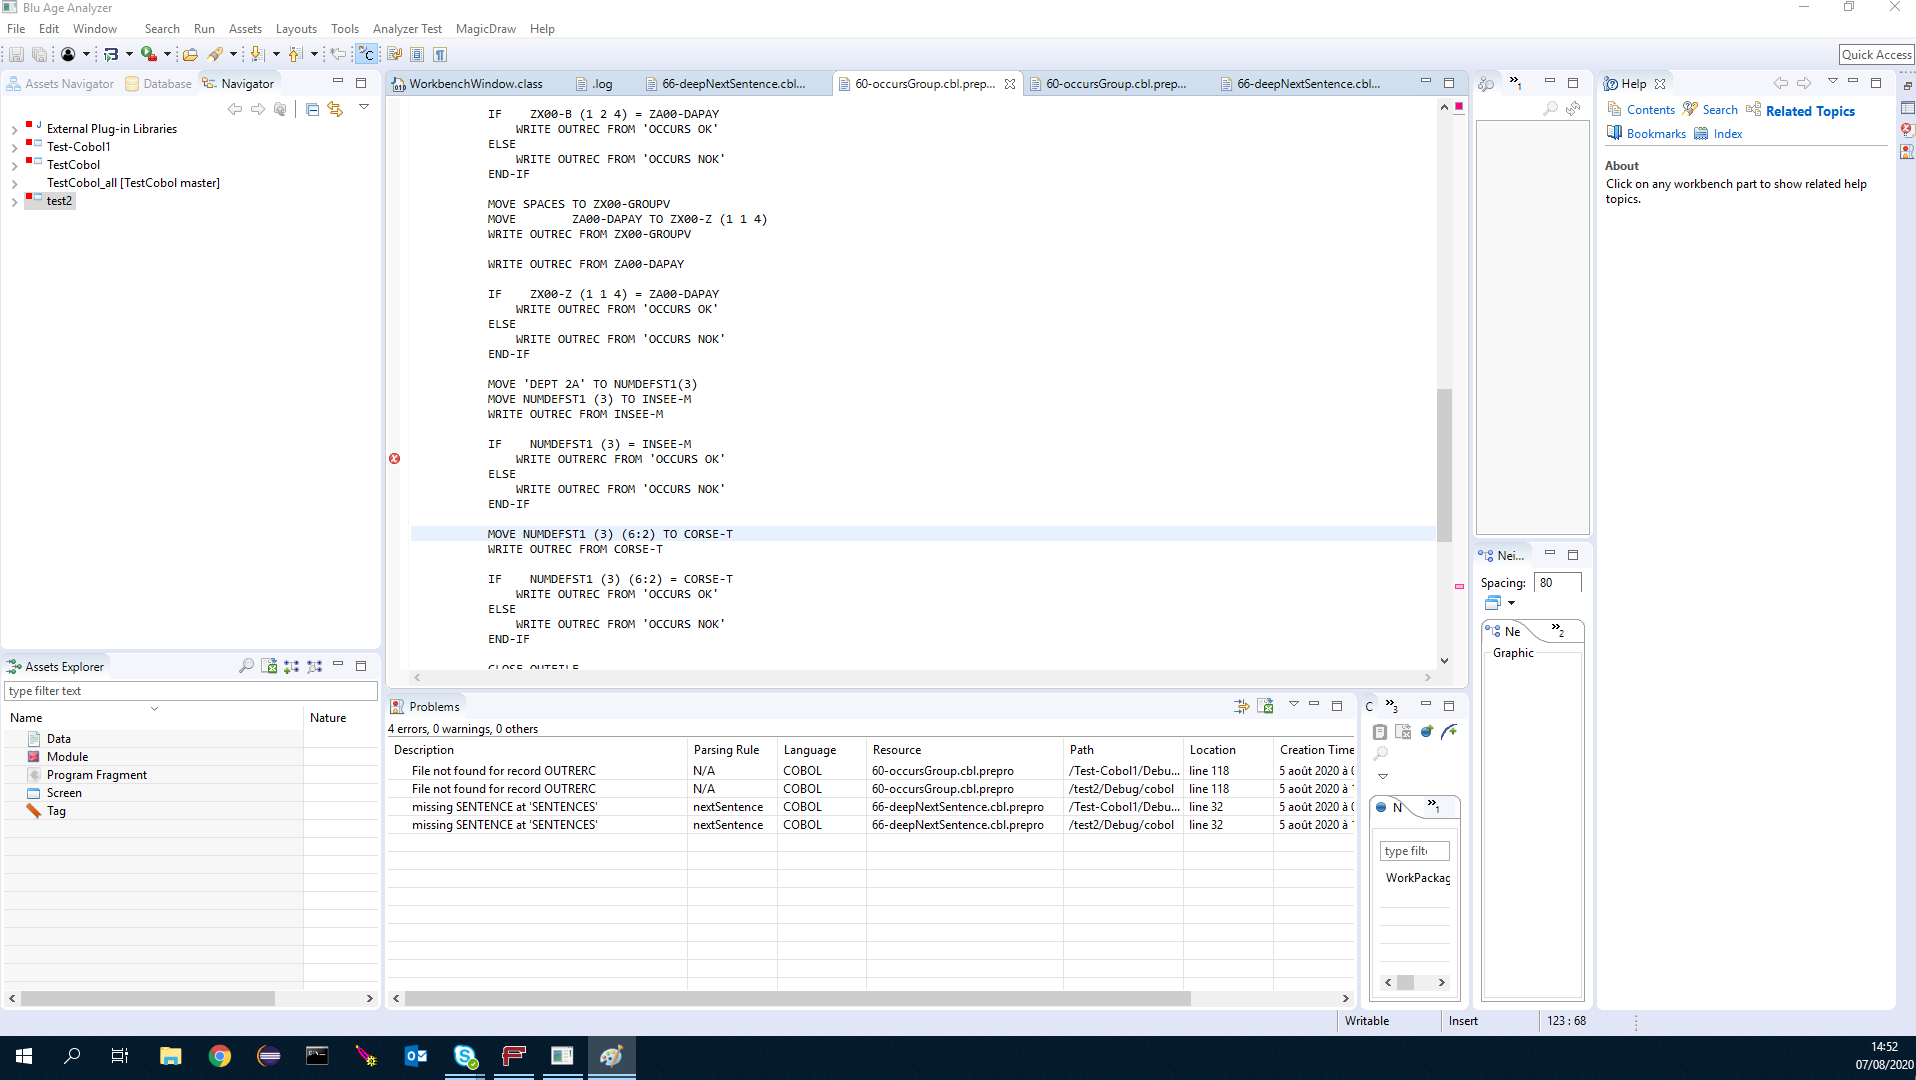 Blu Age Analyzer
File Edit Window Search Run Assets Layouts Tools Analyzer Test MagicDraw Help
Quick Access
Assets Navigator Database Navigator
External Plug-in Libraries
Test-Cobol1
TestCobol
TestCobol_all [TestCobol master]
test2
WorkbenchWindow.class .log 66-deepNextSentence.cbl... 60-occursGroup.cbl.prep... 60-occursGroup.cbl.prep... 66-deepNextSentence.cbl...
IF    ZX00-B (1 2 4) = ZA00-DAPAY
    WRITE OUTREC FROM 'OCCURS OK'
ELSE
    WRITE OUTREC FROM 'OCCURS NOK'
END-IF
MOVE SPACES TO ZX00-GROUPV
MOVE        ZA00-DAPAY TO ZX00-Z (1 1 4)
WRITE OUTREC FROM ZX00-GROUPV
WRITE OUTREC FROM ZA00-DAPAY
IF    ZX00-Z (1 1 4) = ZA00-DAPAY
    WRITE OUTREC FROM 'OCCURS OK'
ELSE
    WRITE OUTREC FROM 'OCCURS NOK'
END-IF
MOVE 'DEPT 2A' TO NUMDEFST1(3)
MOVE NUMDEFST1 (3) TO INSEE-M
WRITE OUTREC FROM INSEE-M
IF    NUMDEFST1 (3) = INSEE-M
    WRITE OUTRERC FROM 'OCCURS OK'
ELSE
    WRITE OUTREC FROM 'OCCURS NOK'
END-IF
MOVE NUMDEFST1 (3) (6:2) TO CORSE-T
WRITE OUTREC FROM CORSE-T
IF    NUMDEFST1 (3) (6:2) = CORSE-T
    WRITE OUTREC FROM 'OCCURS OK'
ELSE
    WRITE OUTREC FROM 'OCCURS NOK'
END-IF
CLOSE OUTFILE
»1
Help
Contents Search Related Topics
Bookmarks Index
About
Click on any workbench part to show related help
topics.
Nei...
Spacing: 80
Ne »2
Graphic
Assets Explorer
type filter text
Name Nature
Data
Module
Program Fragment
Screen
Tag
Problems
4 errors, 0 warnings, 0 others
Description Parsing Rule Language Resource Path Location Creation Time
File not found for record OUTRERC N/A COBOL 60-occursGroup.cbl.prepro /Test-Cobol1/Debu... line 118 5 août 2020 à
File not found for record OUTRERC N/A COBOL 60-occursGroup.cbl.prepro /test2/Debug/cobol line 118 5 août 2020 à
missing SENTENCE at 'SENTENCES' nextSentence COBOL 66-deepNextSentence.cbl.prepro /Test-Cobol1/Debu... line 32 5 août 2020 à
missing SENTENCE at 'SENTENCES' nextSentence COBOL 66-deepNextSentence.cbl.prepro /test2/Debug/cobol line 32 5 août 2020 à
C »3
N »1
type filt
WorkPackag
Writable Insert 123 : 68
14:52
07/08/2020